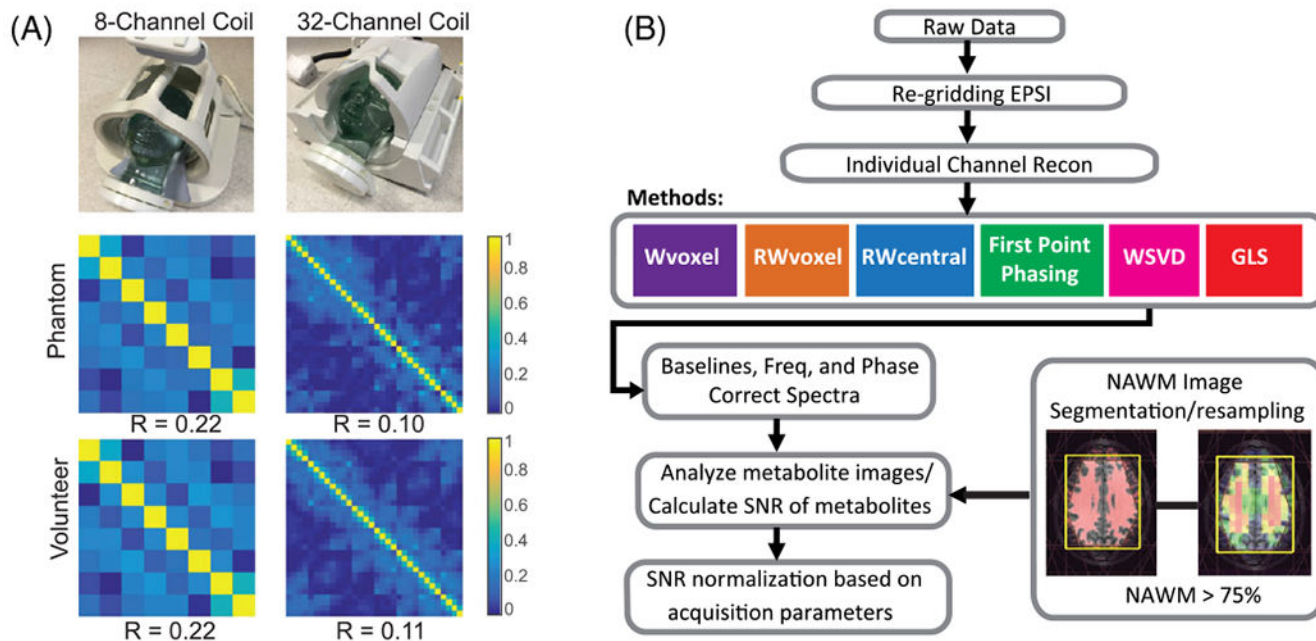 (A)
8-Channel Coil
32-Channel Coil
Phantom
1
0.8
0.6
0.4
0.2
0
R = 0.22
R = 0.10
Volunteer
1
0.8
0.6
0.4
0.2
0
R = 0.22
R = 0.11
(B)
Raw Data
Re-gridding EPSI
Individual Channel Recon
Methods:
Wvoxel
RWvoxel
RWcentral
First Point
Phasing
WSVD
GLS
Baselines, Freq, and Phase
Correct Spectra
Analyze metabolite images/
Calculate SNR of metabolites
SNR normalization based on
acquisition parameters
NAWM Image
Segmentation/resampling
NAWM > 75%